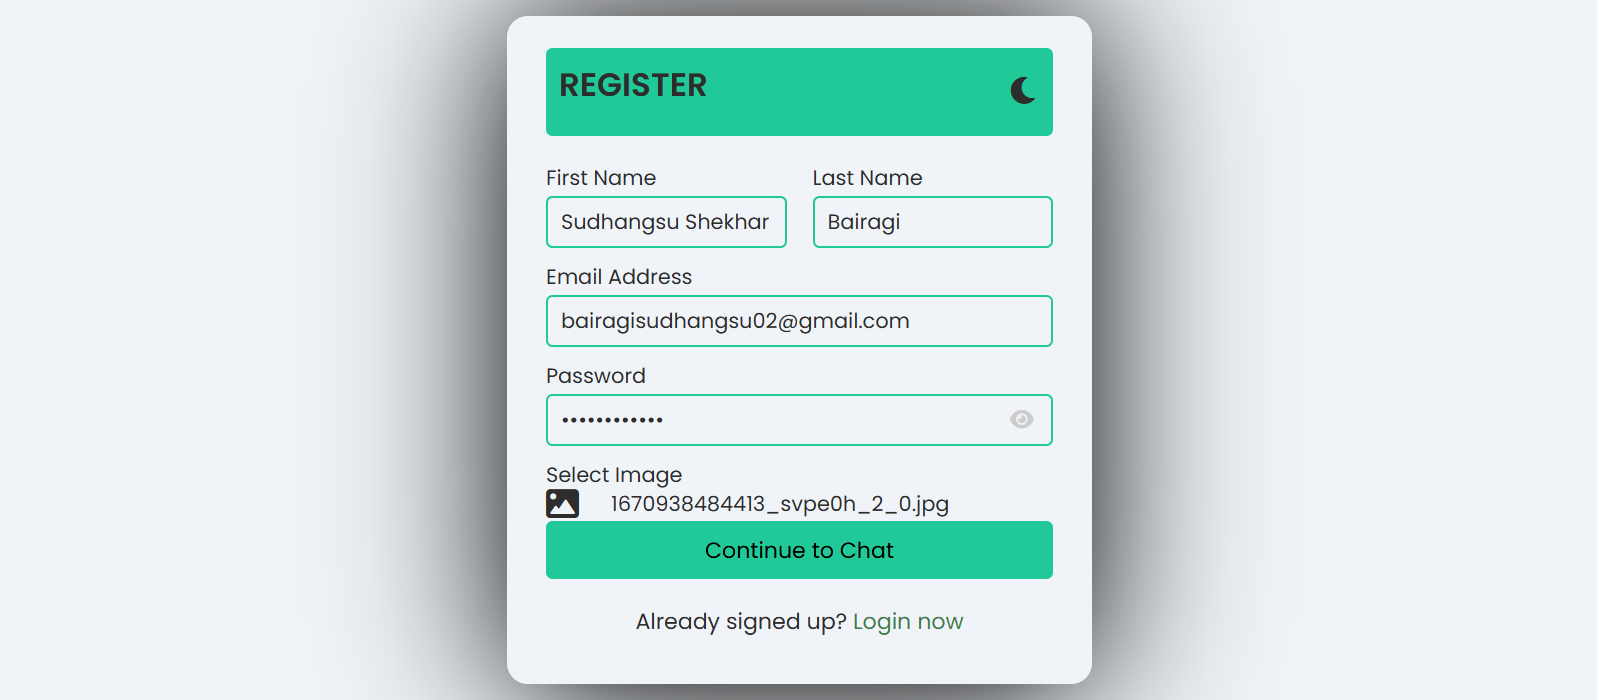 REGISTER
First Name Last Name
Sudhangsu Shekhar Bairagi
Email Address
bairagisudhangsu02@gmail.com
Password
••••••••••••
Select Image
1670938484413_svpe0h_2_0.jpg
Continue to Chat
Already signed up? Login now